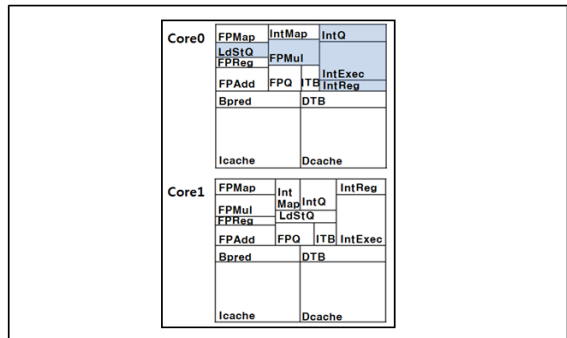 Core0
FPMap IntMap IntQ
LdStQ
FPReg FPMul
IntExec
FPAdd FPQ ITB IntReg
Bpred DTB
Icache Dcache
Core1
FPMap Int IntReg
Map IntQ
FPMul LdStQ
FPReg
FPAdd FPQ ITB IntExec
Bpred DTB
Icache Dcache